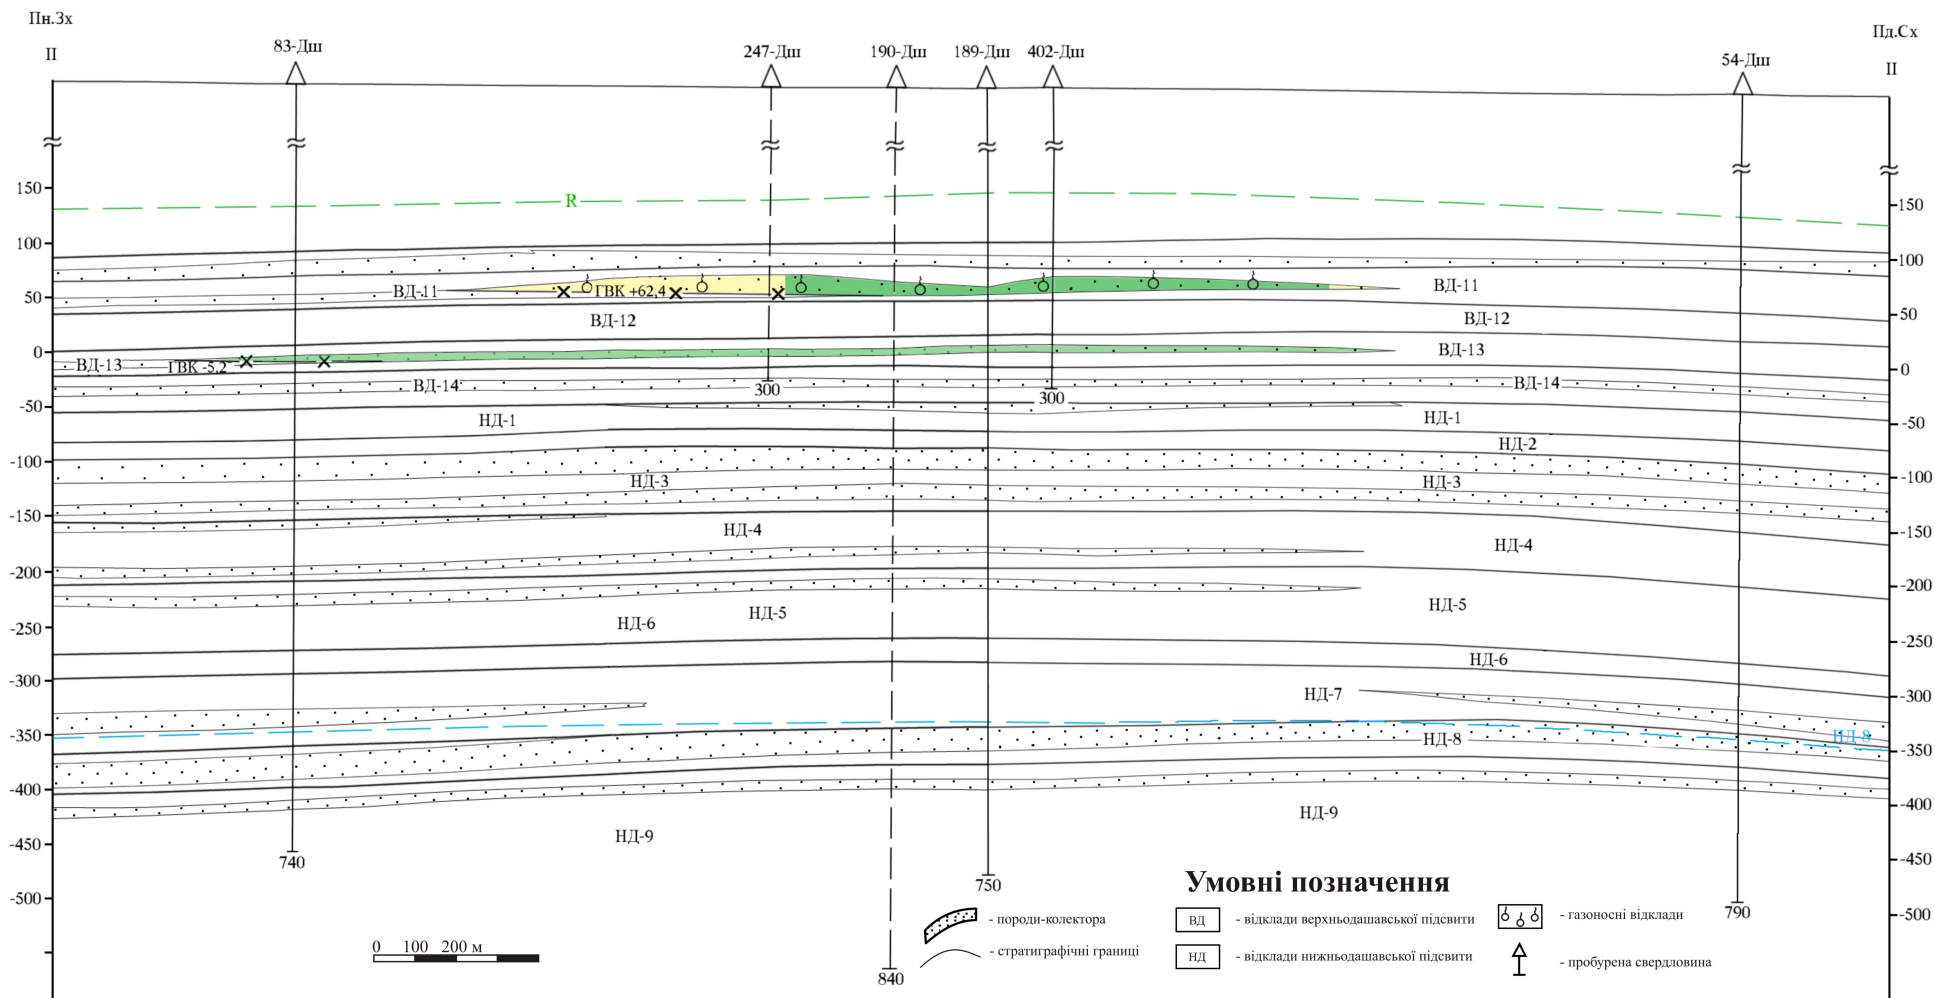 Пн.Зх
Пд.Сх
II
II
83-Дш
247-Дш
190-Дш
189-Дш
402-Дш
54-Дш
R
150
100
50
0
-50
-100
-150
-200
-250
-300
-350
-400
-450
-500
150
100
50
0
-50
-100
-150
-200
-250
-300
-350
-400
-450
-500
ВД-11
ГВК +62,4
ВД-11
ВД-12
ВД-12
ВД-13
ГВК -5,2
ВД-13
ВД-14
ВД-14
300
300
НД-1
НД-1
НД-2
НД-3
НД-3
НД-4
НД-4
НД-5
НД-5
НД-6
НД-6
НД-7
НД-8
НД-8
НД-9
НД-9
740
750
840
790
0 100 200 м
Умовні позначення
- породи-колектора
- стратиграфічні границі
ВД - відклади верхньодашавської підсвити
НД - відклади нижньодашавської підсвити
- газоносні відклади
- пробурена свердловина